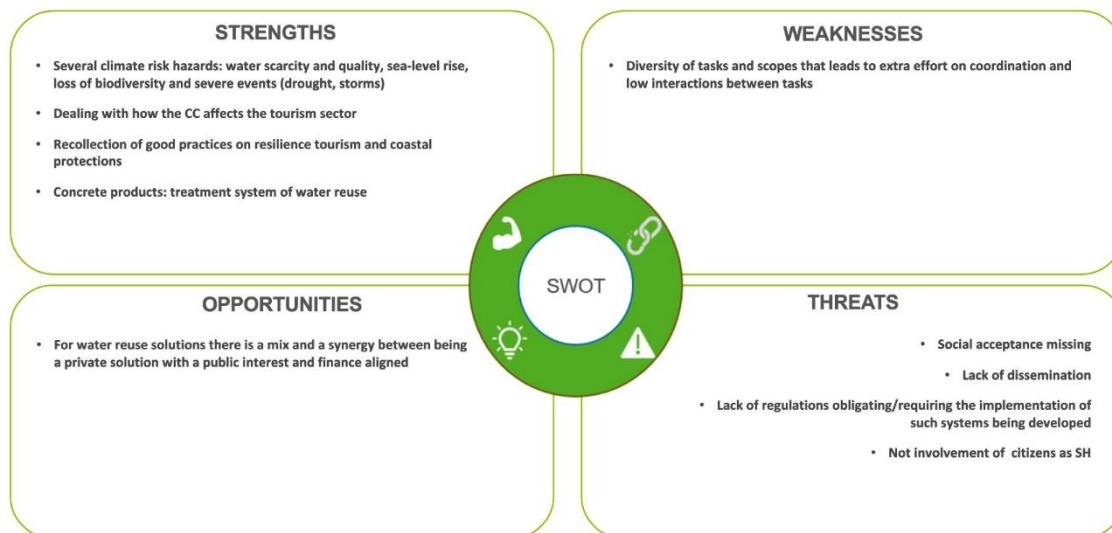 STRENGTHS
• Several climate risk hazards: water scarcity and quality, sea-level rise,
loss of biodiversity and severe events (drought, storms)
• Dealing with how the CC affects the tourism sector
• Recollection of good practices on resilience tourism and coastal
protections
• Concrete products: treatment system of water reuse
WEAKNESSES
• Diversity of tasks and scopes that leads to extra effort on coordination and
low interactions between tasks
SWOT
OPPORTUNITIES
• For water reuse solutions there is a mix and a synergy between being
a private solution with a public interest and finance aligned
THREATS
• Social acceptance missing
• Lack of dissemination
• Lack of regulations obligating/requiring the implementation of
such systems being developed
• Not involvement of citizens as SH